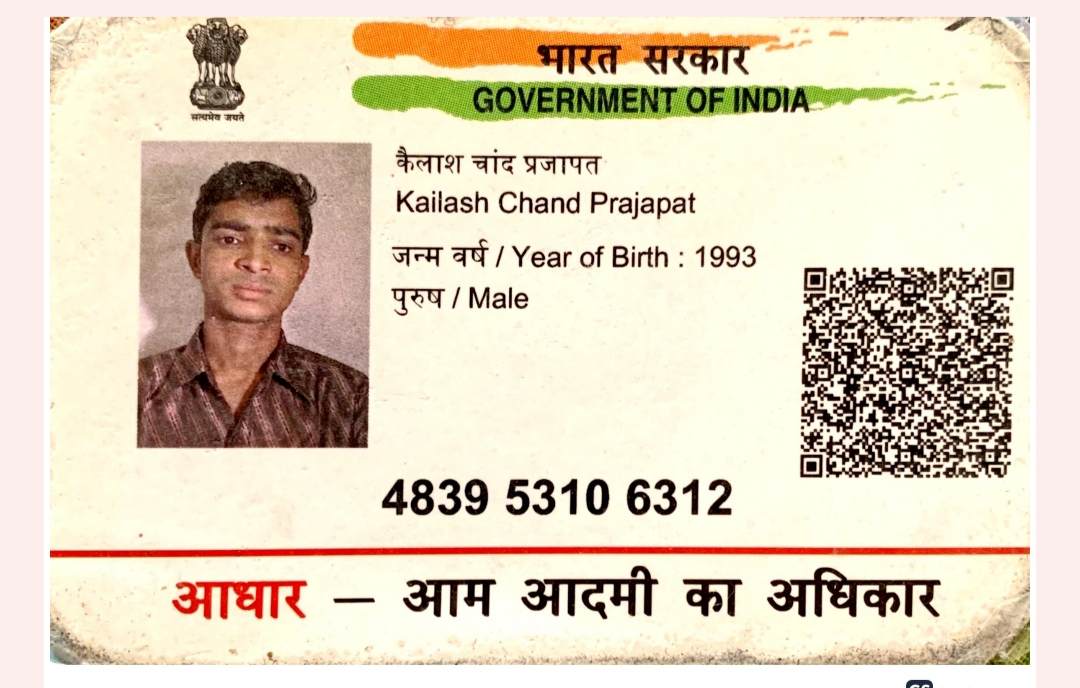 भारत सरकार
GOVERNMENT OF INDIA
सत्यमेव जयते
कैलाश चांद प्रजापत
Kailash Chand Prajapat
जन्म वर्ष / Year of Birth : 1993
पुरुष / Male
4839 5310 6312
आधार – आम आदमी का अधिकार